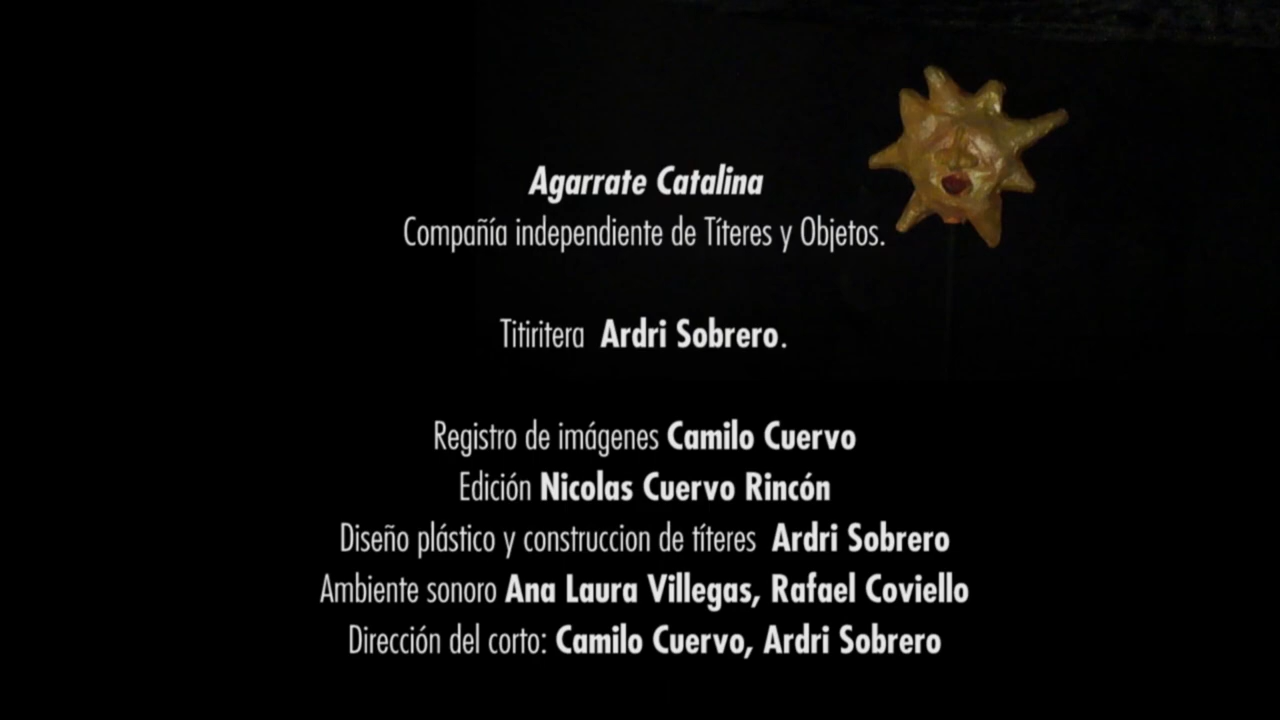 Agarrate Catalina
Compañía independiente de Títeres y Objetos.
Titiritera Ardri Sobrero.
Registro de imágenes Camilo Cuervo
Edición Nicolas Cuervo Rincón
Diseño plástico y construccion de títeres Ardri Sobrero
Ambiente sonoro Ana Laura Villegas, Rafael Coviello
Dirección del corto: Camilo Cuervo, Ardri Sobrero